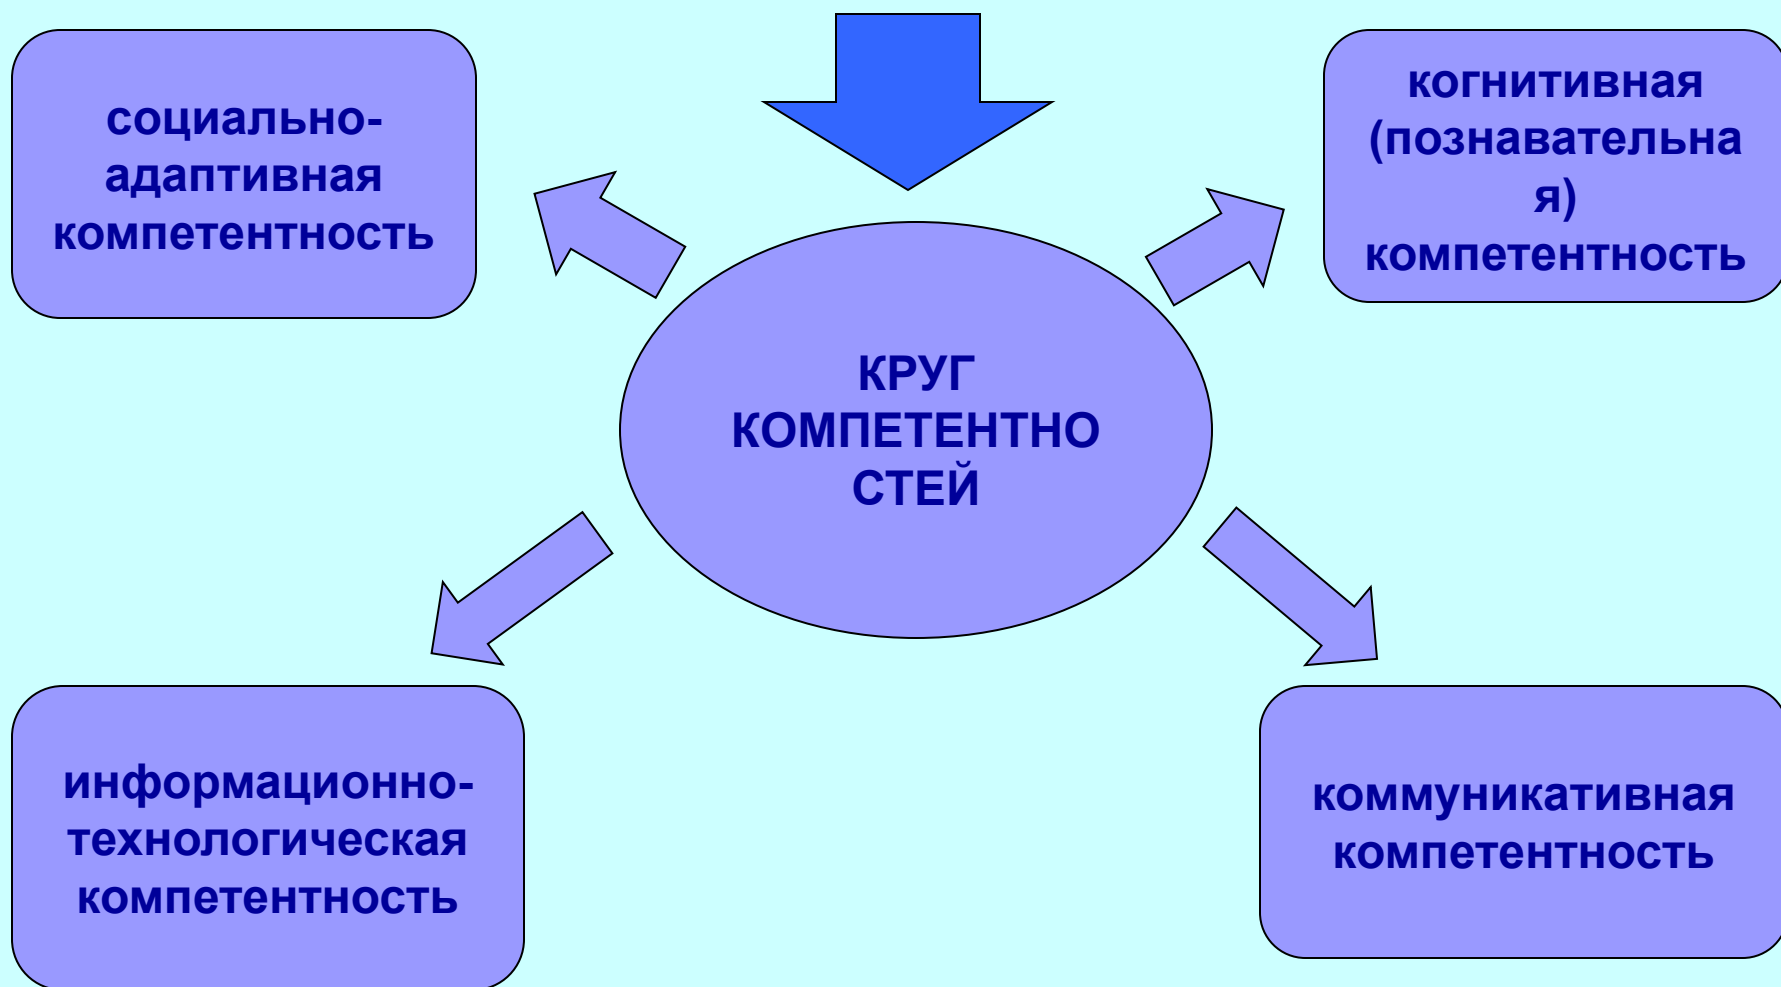 социально-
адаптивная
компетентность
когнитивная
(познавательна
я)
компетентность
КРУГ
КОМПЕТЕНТНО
СТЕЙ
информационно-
технологическая
компетентность
коммуникативная
компетентность